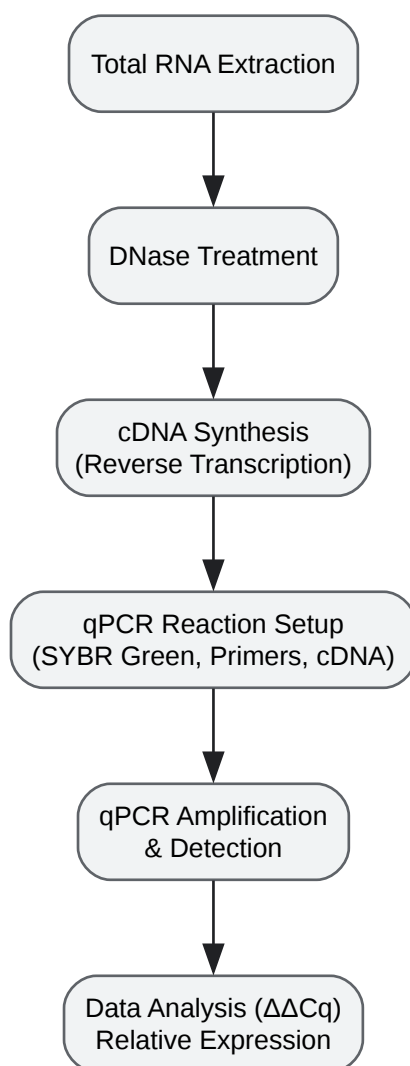 Total RNA Extraction
DNase Treatment
cDNA Synthesis
(Reverse Transcription)
qPCR Reaction Setup
(SYBR Green, Primers, cDNA)
qPCR Amplification
& Detection
Data Analysis (ΔΔCq)
Relative Expression